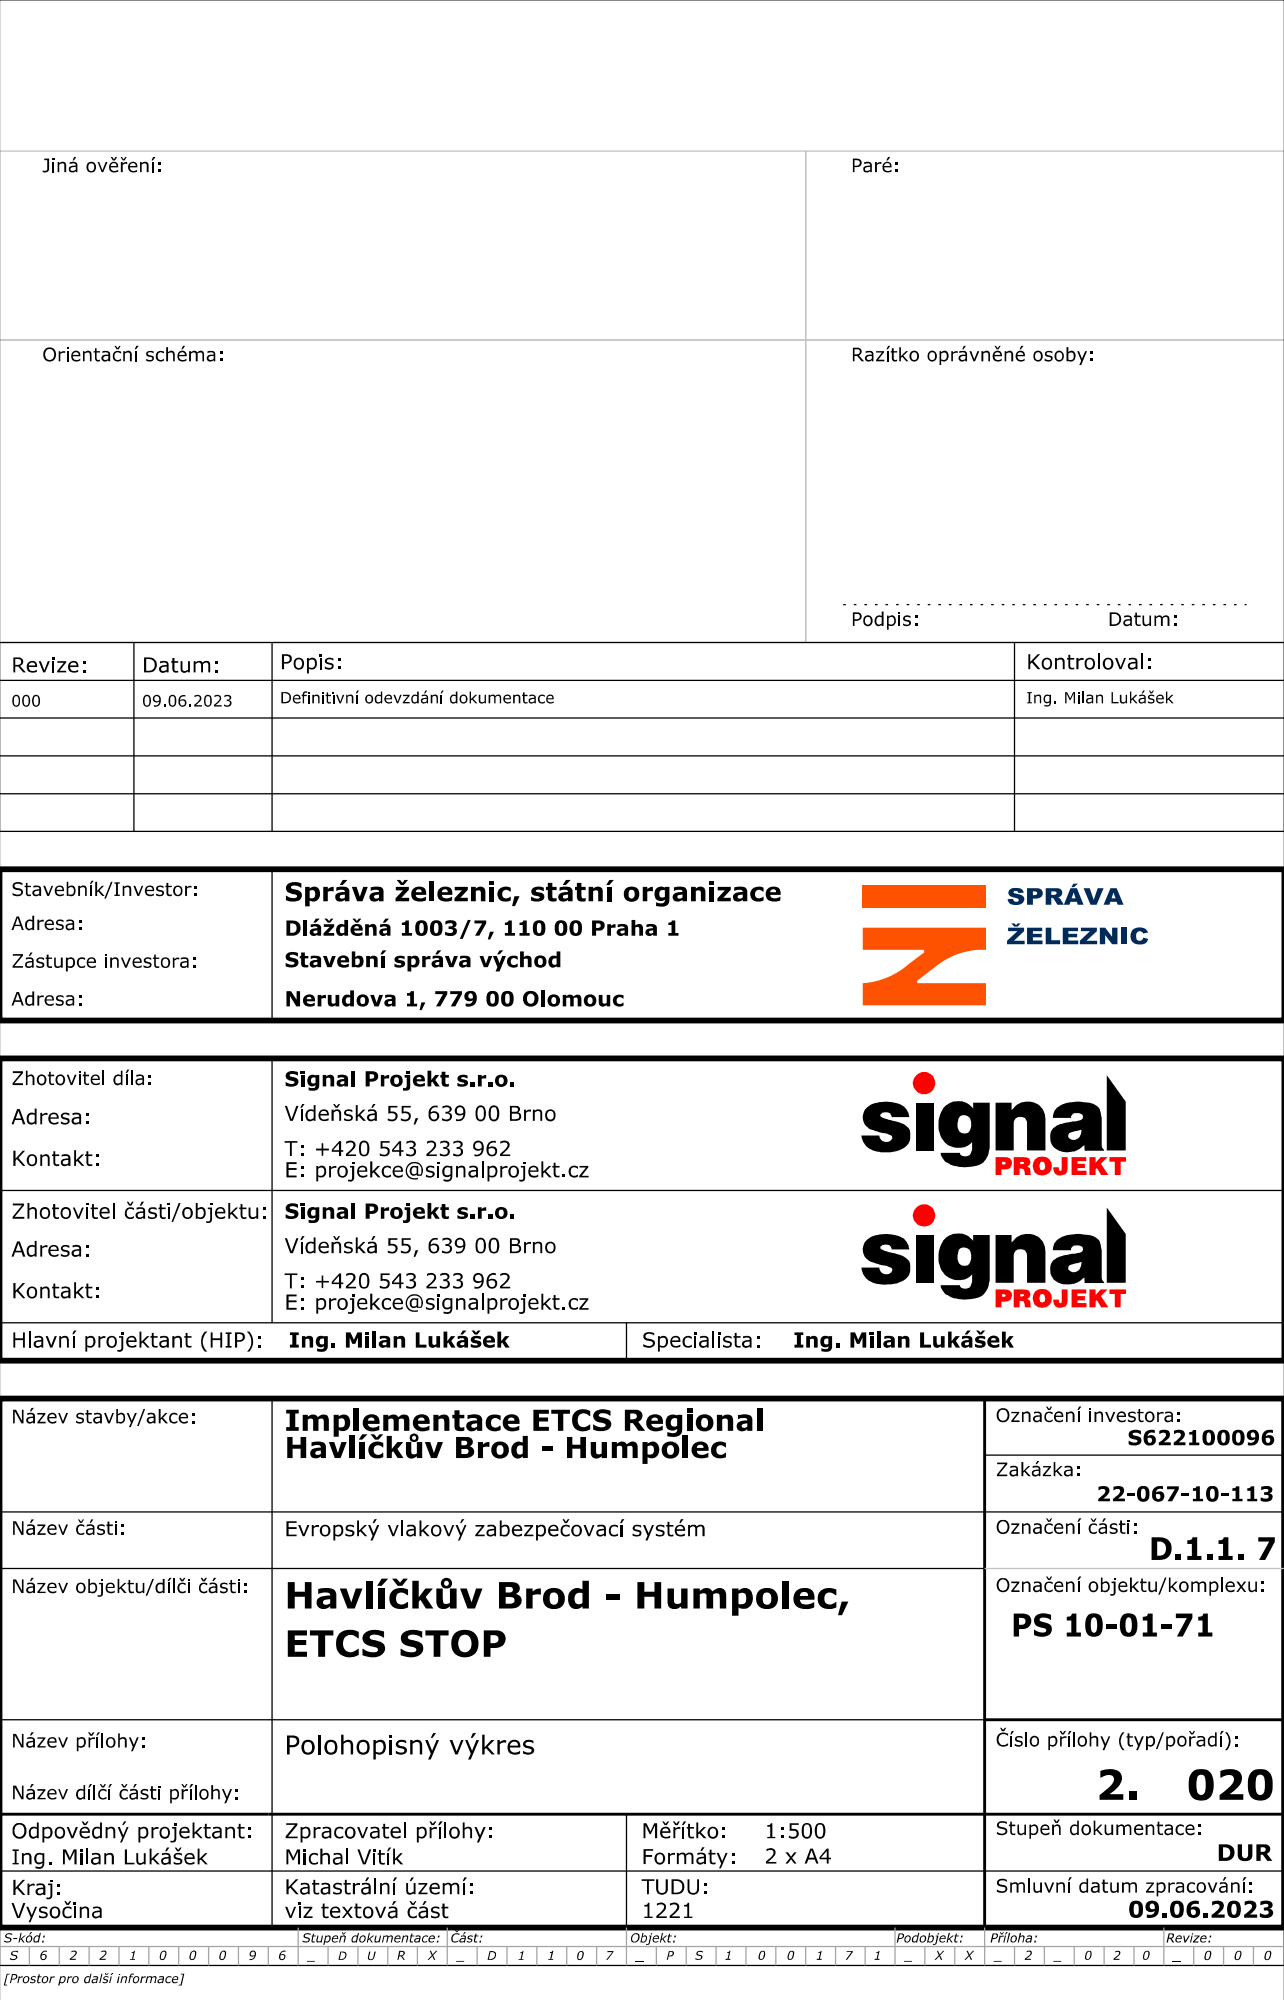 Jiná ověření:
Paré:
Orientační schéma:
Razítko oprávněné osoby:
Podpis: Datum:
Revize: Datum: Popis: Kontroloval:
000 09.06.2023 Definitivní odevzdání dokumentace Ing. Milan Lukášek
Stavebník/Investor: Správa železnic, státní organizace
Adresa: Dlážděná 1003/7, 110 00 Praha 1
Zástupce investora: Stavební správa východ
Adresa: Nerudova 1, 779 00 Olomouc
SPRÁVA
ŽELEZNIC
Zhotovitel díla: Signal Projekt s.r.o.
Adresa: Vídeňská 55, 639 00 Brno
Kontakt: T: +420 543 233 962
E: projekce@signalprojekt.cz
signal
PROJEKT
Zhotovitel části/objektu: Signal Projekt s.r.o.
Adresa: Vídeňská 55, 639 00 Brno
Kontakt: T: +420 543 233 962
E: projekce@signalprojekt.cz
signal
PROJEKT
Hlavní projektant (HIP): Ing. Milan Lukášek Specialista: Ing. Milan Lukášek
Název stavby/akce: Implementace ETCS Regional
Havlíčkův Brod - Humpolec
Označení investora:
S622100096
Zakázka:
22-067-10-113
Název části: Evropský vlakový zabezpečovací systém
Označení části:
D.1.1. 7
Název objektu/dílči části: Havlíčkův Brod - Humpolec,
ETCS STOP
Označení objektu/komplexu:
PS 10-01-71
Název přílohy: Polohopisný výkres
Název dílčí části přílohy:
Číslo přílohy (typ/pořadí):
2. 020
Odpovědný projektant: Zpracovatel přílohy: Měřítko: 1:500
Ing. Milan Lukášek Michal Vitík Formáty: 2 x A4
Stupeň dokumentace:
DUR
Kraj: Katastrální území: TUDU:
Vysočina viz textová část 1221
Smluvní datum zpracování:
09.06.2023
S-kód: Stupeň dokumentace: Část: Objekt: Podobjekt: Příloha: Revize:
S 6 2 2 1 0 0 0 9 6 _ D U R X _ D 1 1 0 7 _ P S 1 0 0 1 7 1 _ X X _ 2 _ 0 2 0 _ 0 0 0
[Prostor pro další informace]